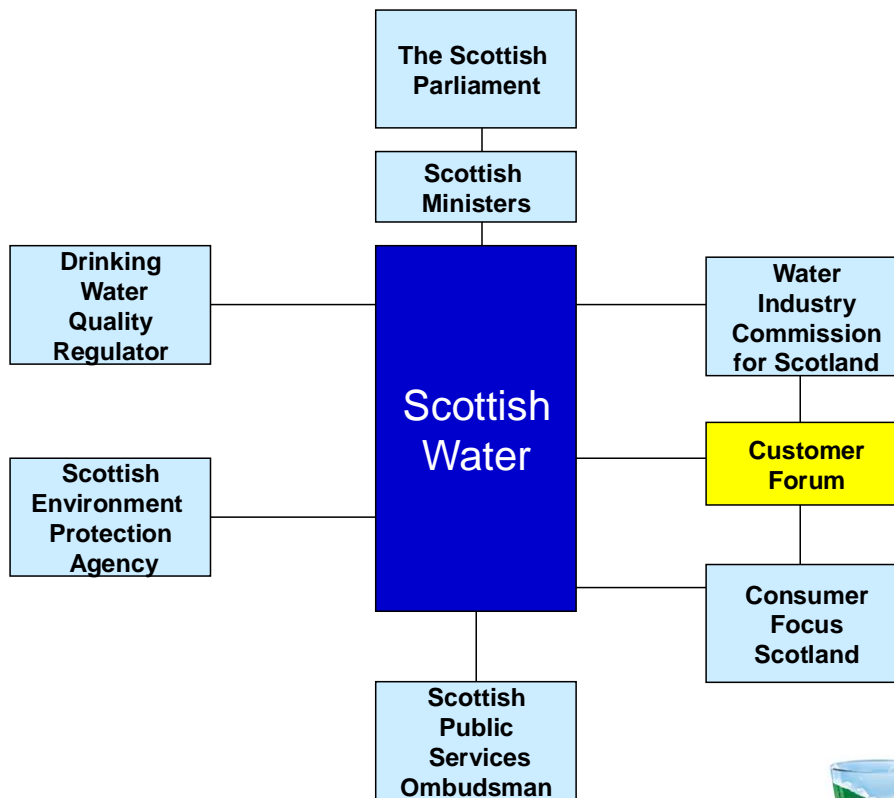 The Scottish
Parliament
Scottish
Ministers
Drinking
Water
Quality
Regulator
Water
Industry
Commission
for Scotland
Scottish
Water
Customer
Forum
Scottish
Environment
Protection
Agency
Consumer
Focus
Scotland
Scottish
Public
Services
Ombudsman